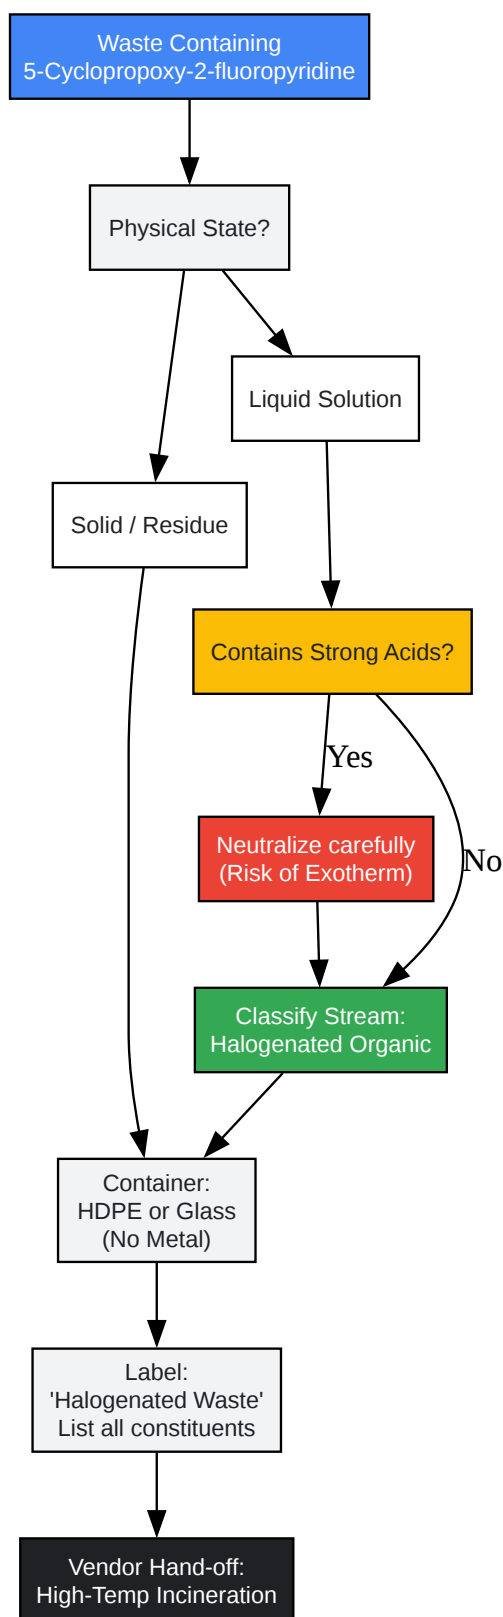 Waste Containing
5-Cyclopropoxy-2-fluoropyridine
Physical State?
Liquid Solution
Solid / Residue
Contains Strong Acids?
Yes
Neutralize carefully
(Risk of Exotherm)
No
Classify Stream:
Halogenated Organic
Container:
HDPE or Glass
(No Metal)
Label:
'Halogenated Waste'
List all constituents
Vendor Hand-off:
High-Temp Incineration